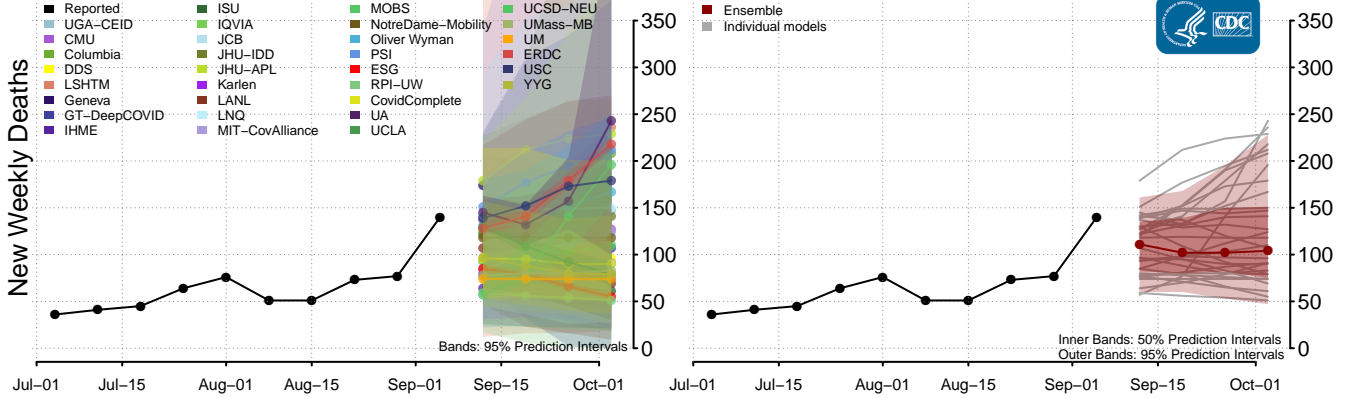 New Weekly Deaths
Reported
UGA−CEID
CMU
Columbia
DDS
LSHTM
Geneva
GT−DeepCOVID
IHME
ISU
IQVIA
JCB
JHU−IDD
JHU−APL
Karlen
LANL
LNQ
MIT−CovAlliance
MOBS
NotreDame−Mobility
Oliver Wyman
PSI
ESG
RPI−UW
CovidComplete
UA
UCLA
UCSD−NEU
UMass−MB
UM
ERDC
USC
YYG
350
300
250
200
150
100
50
0
Bands: 95% Prediction Intervals
Jul−01 Jul−15 Aug−01 Aug−15 Sep−01 Sep−15 Oct−01
Ensemble
Individual models
CDC
350
300
250
200
150
100
50
0
Inner Bands: 50% Prediction Intervals
Outer Bands: 95% Prediction Intervals
Jul−01 Jul−15 Aug−01 Aug−15 Sep−01 Sep−15 Oct−01